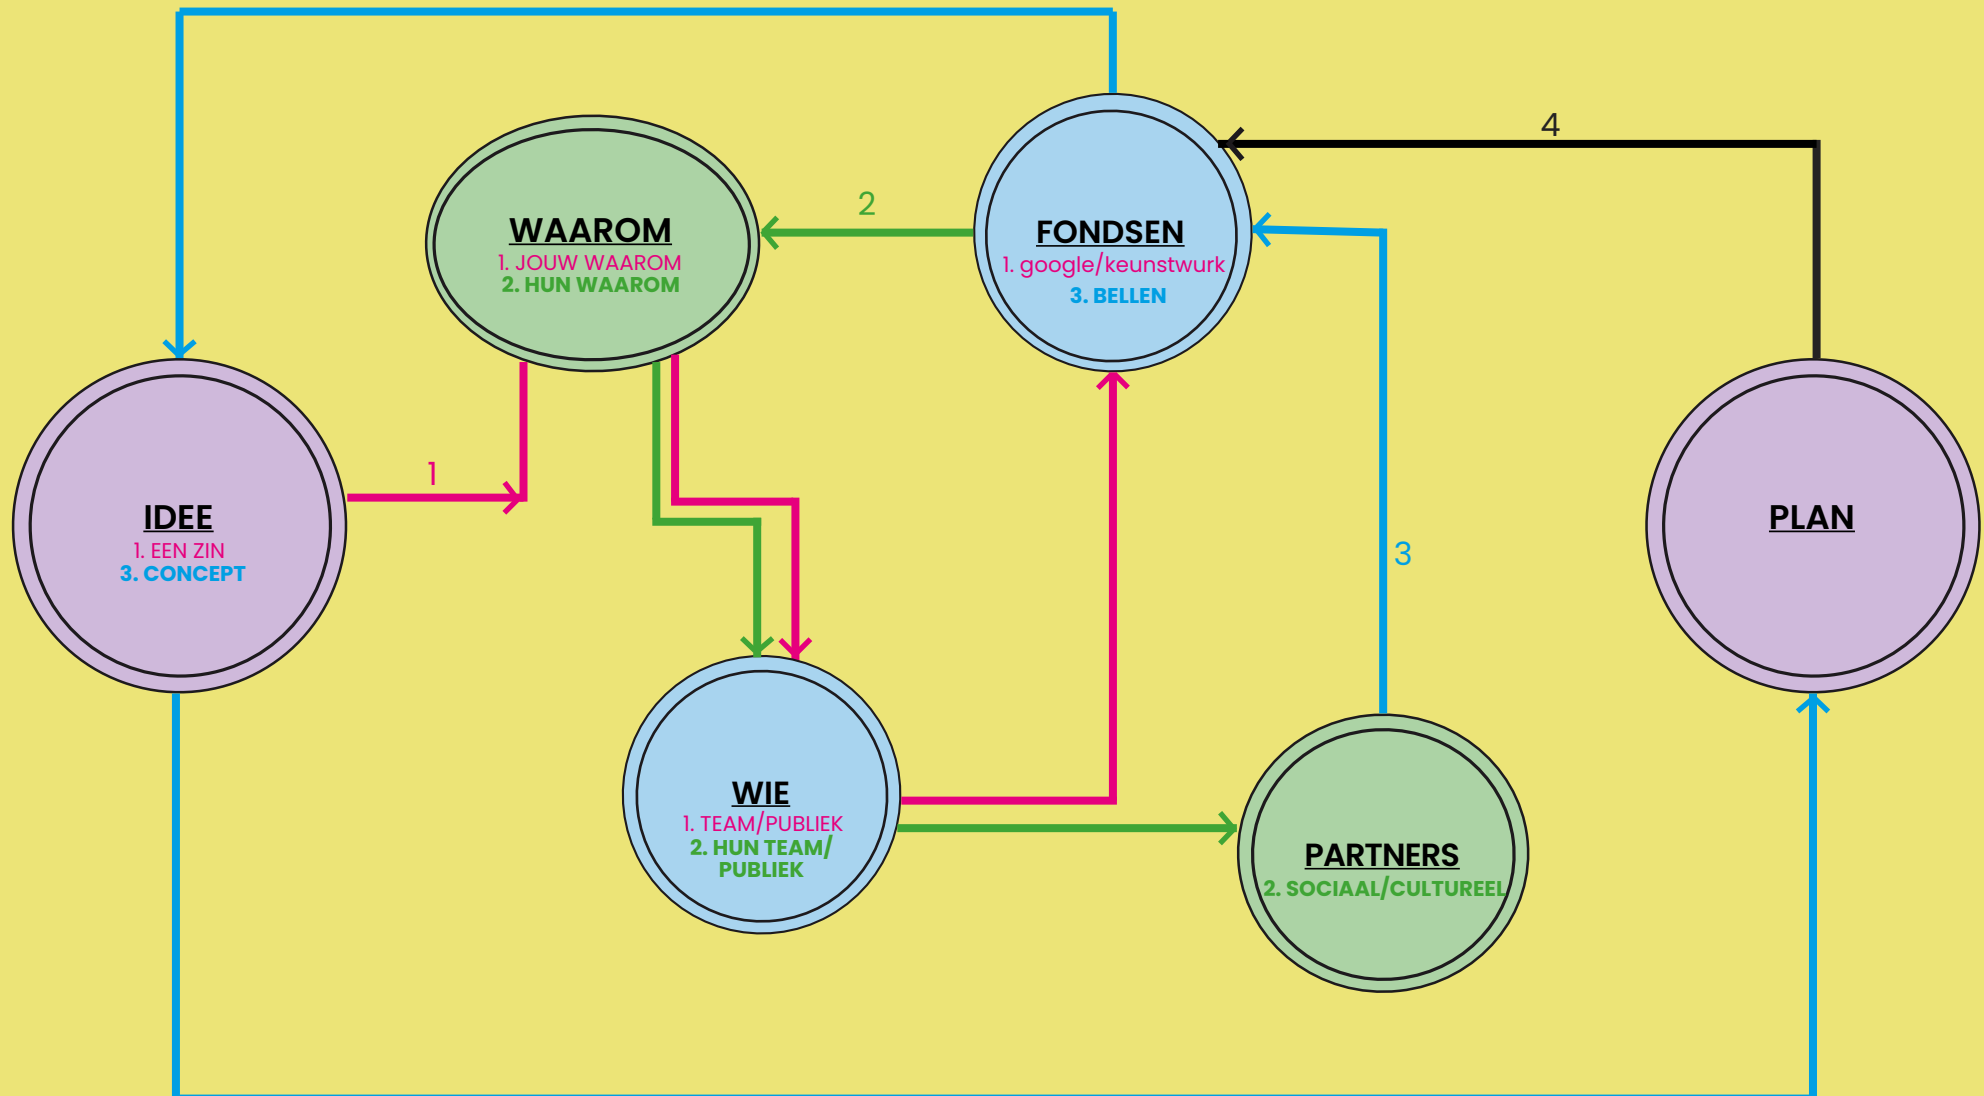 4
2
WAAROM
1. JOUW WAAROM
2. HUN WAAROM
FONDSEN
1. google/keunstwurk
3. BELLEN
1
IDEE
1. EEN ZIN
3. CONCEPT
3
PLAN
WIE
1. TEAM/PUBLIEK
2. HUN TEAM/
PUBLIEK
PARTNERS
2. SOCIAAL/CULTUREEL